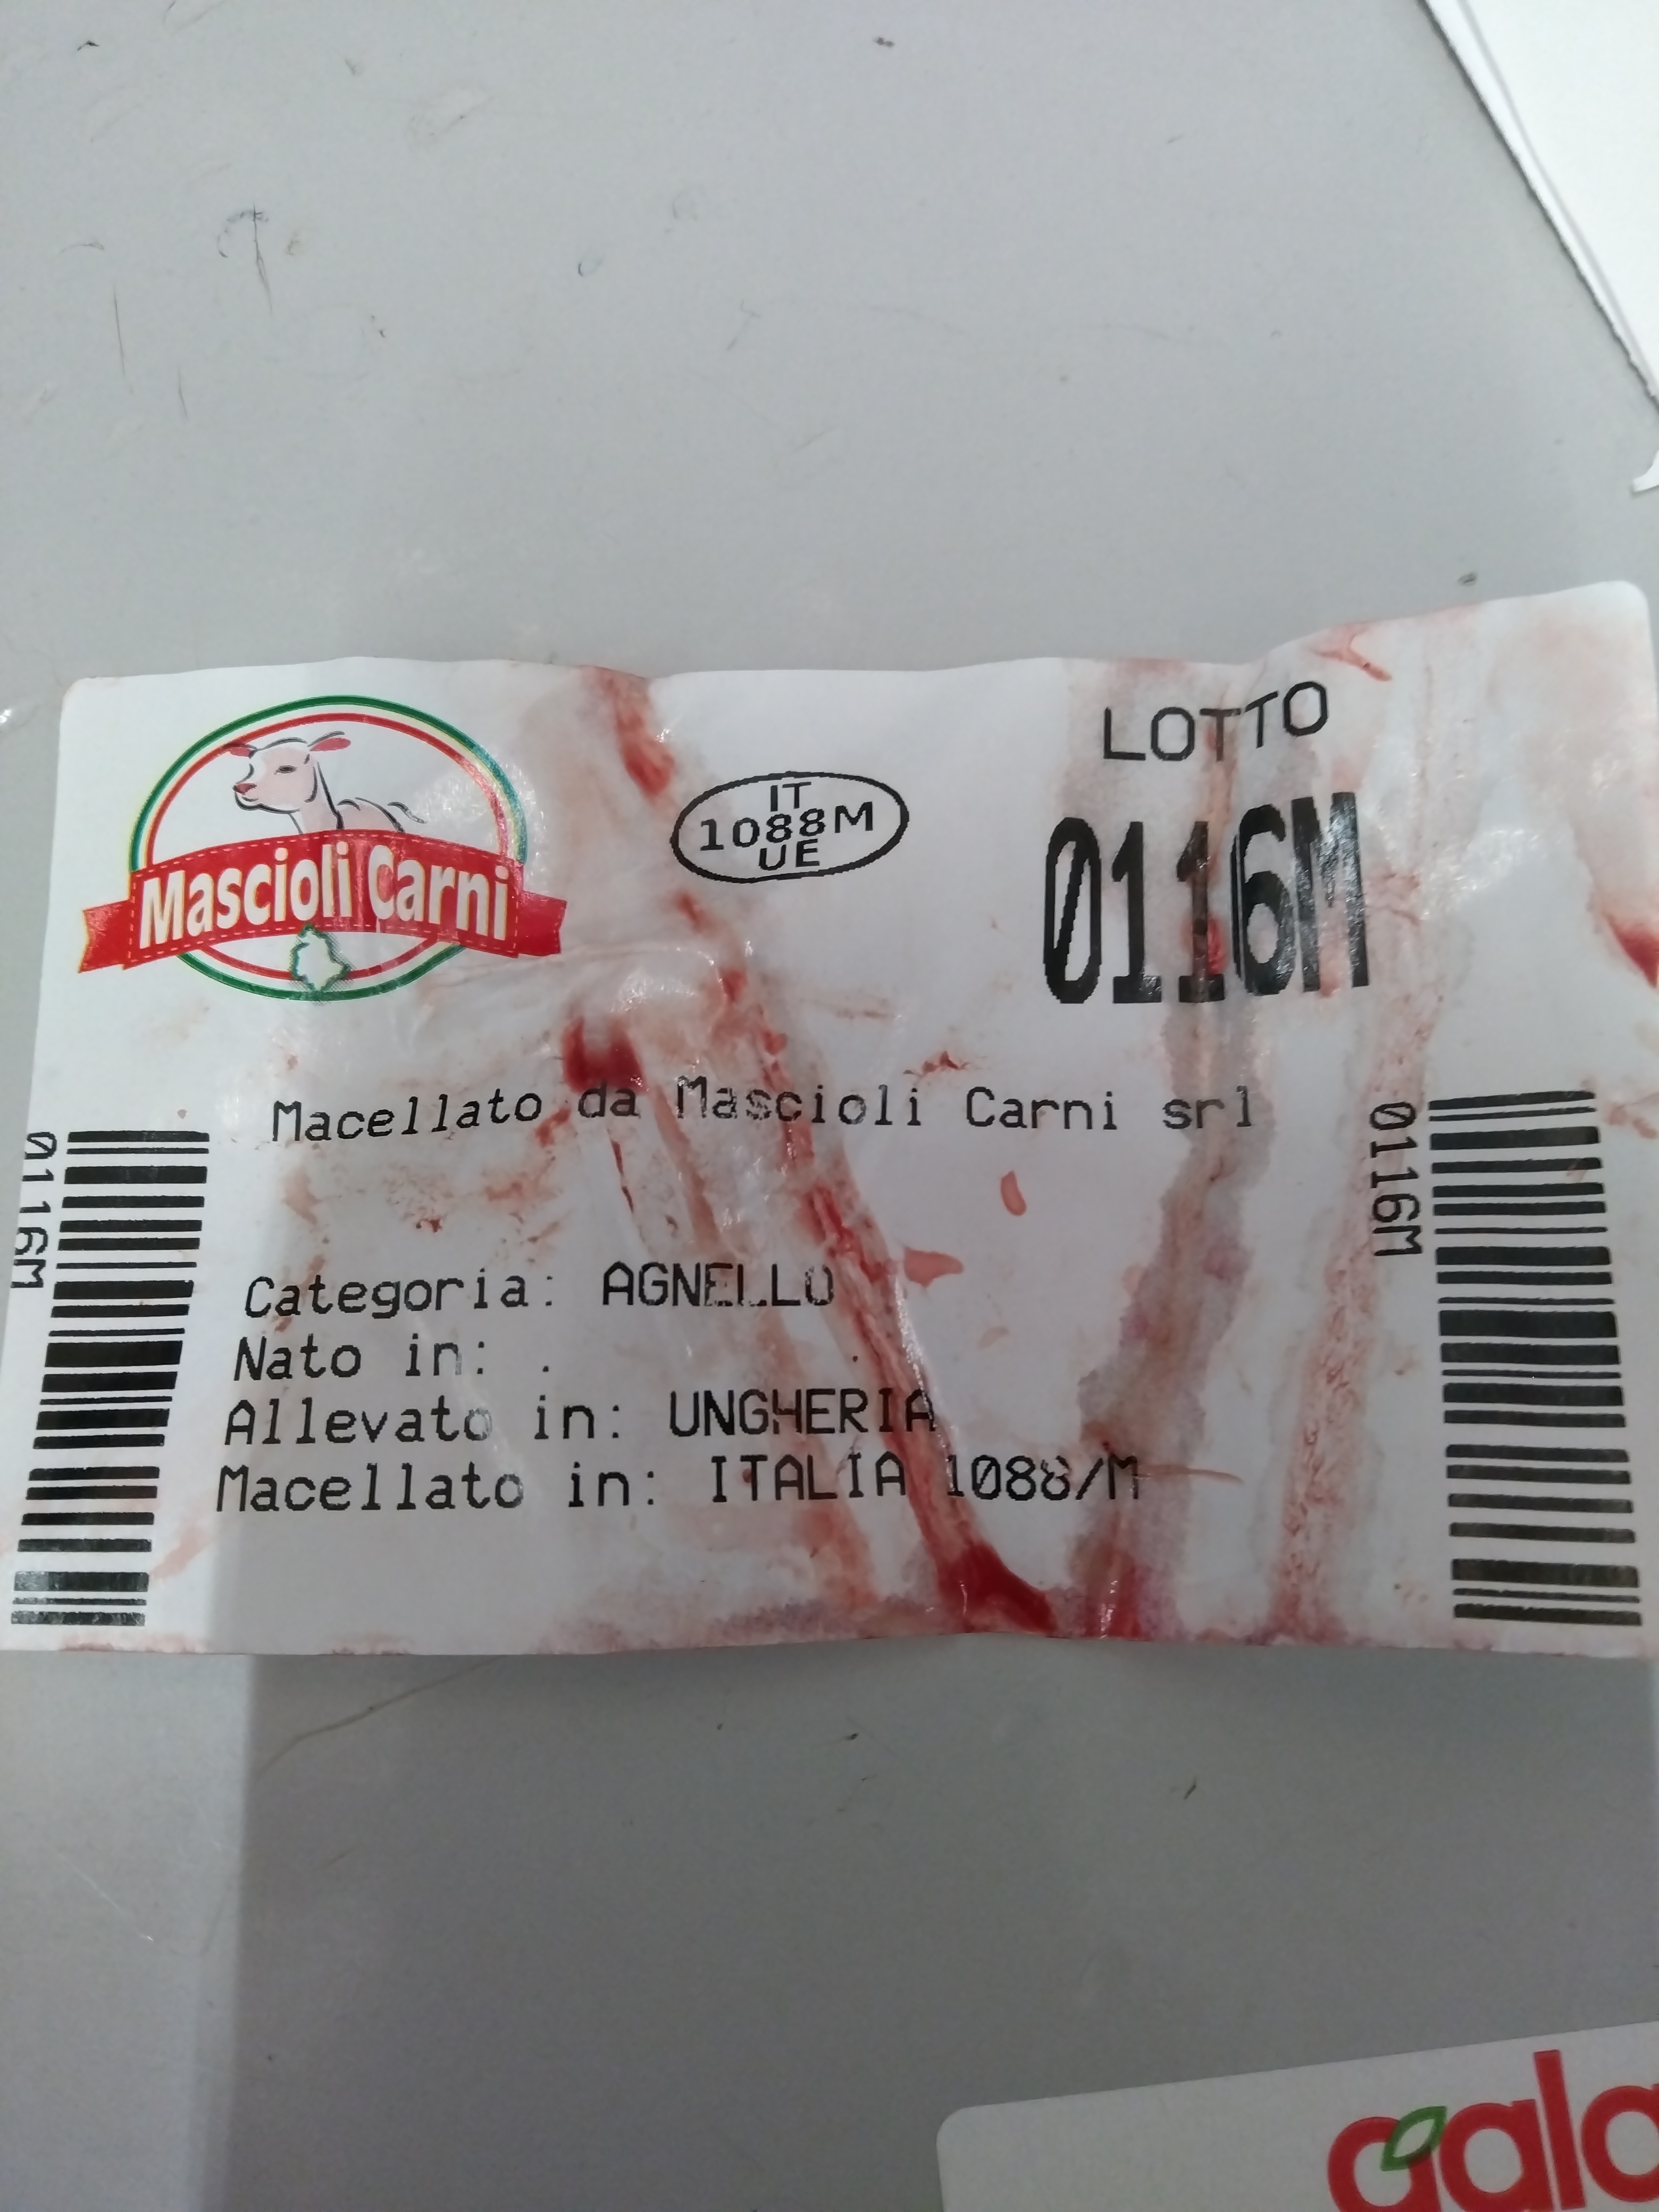 Mascioli Carni
IT
1088M
UE
LOTTO
0116M
Macellato da Mascioli Carni srl
0116M
0116M
Categoria: AGNELLO
Nato in: .
Allevato in: UNGHERIA
Macellato in: ITALIA 1088/M